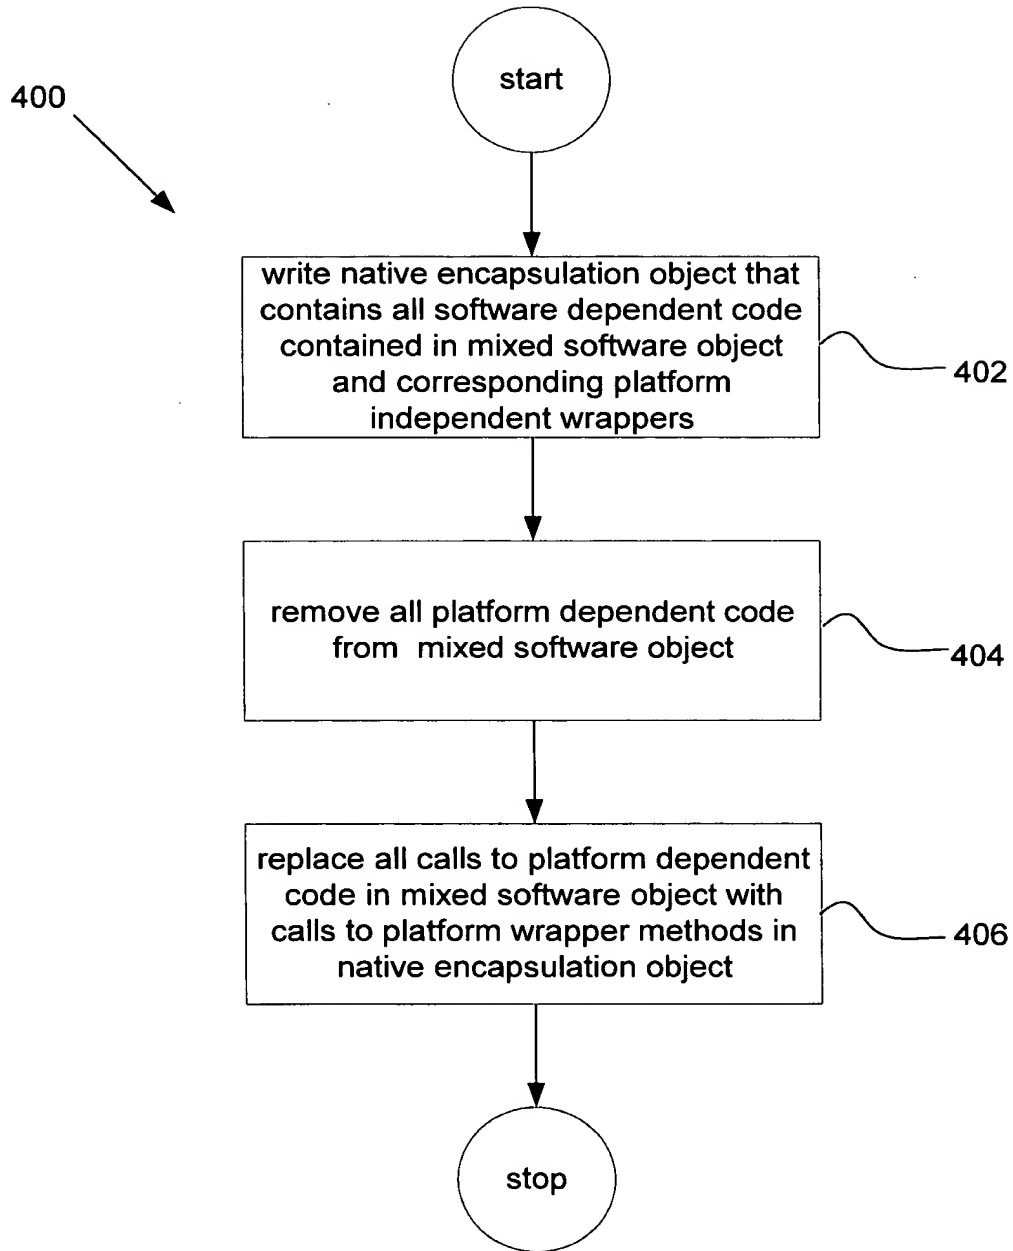 start
400
write native encapsulation object that
contains all software dependent code
contained in mixed software object
and corresponding platform
independent wrappers
402
remove all platform dependent code
from mixed software object
404
replace all calls to platform dependent
code in mixed software object with
calls to platform wrapper methods in
native encapsulation object
406
stop